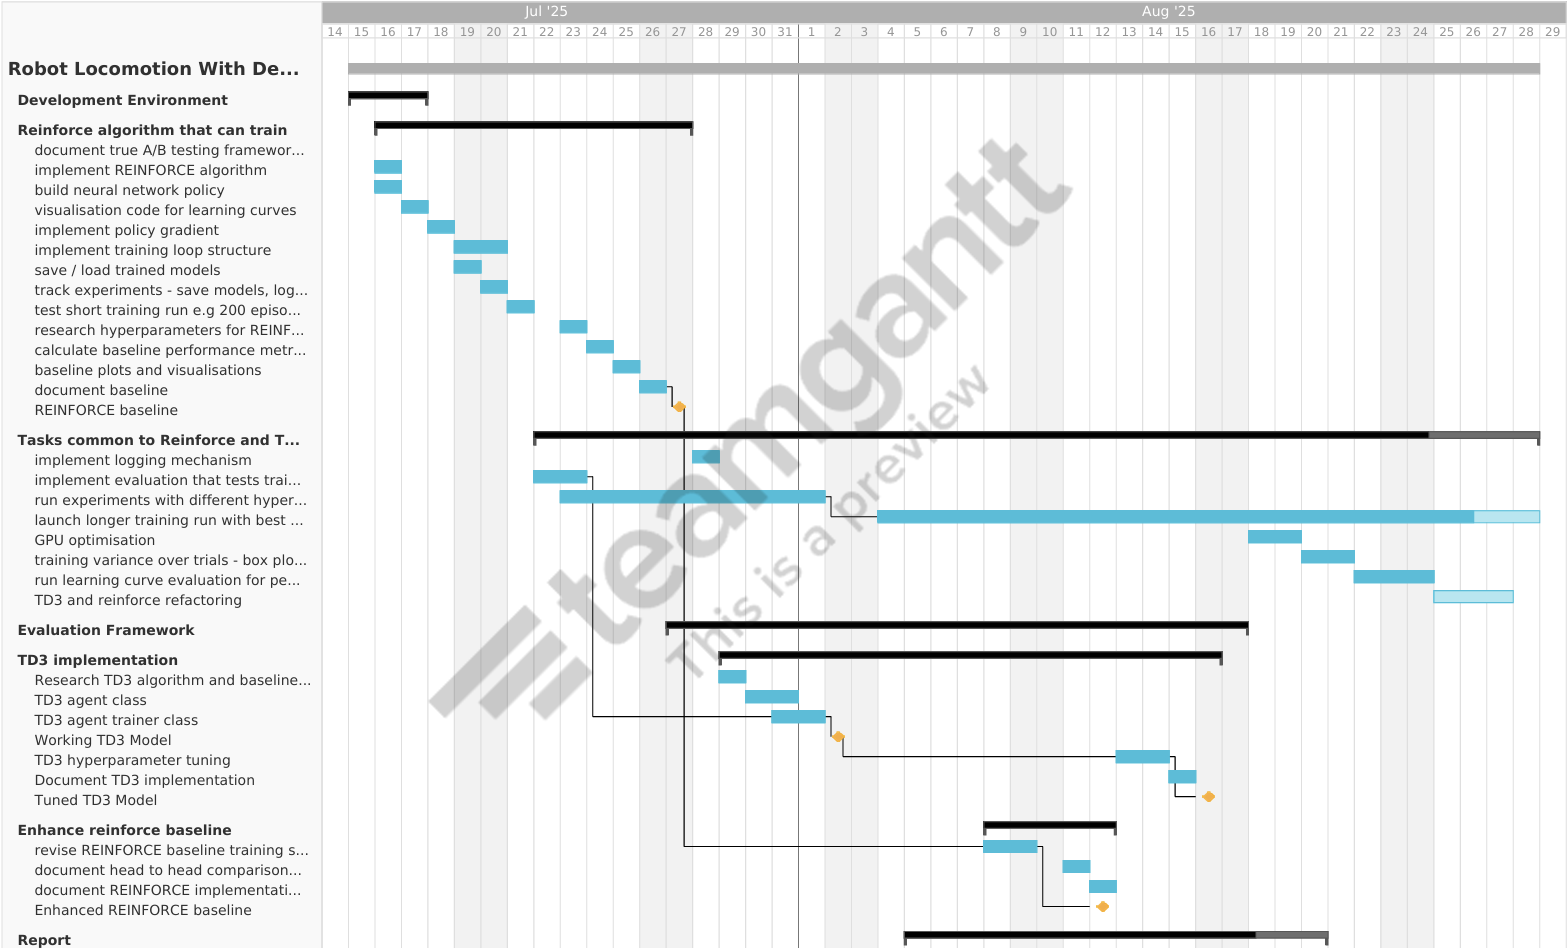 Jul '25 Aug '25
14 15 16 17 18 19 20 21 22 23 24 25 26 27 28 29 30 31 1 2 3 4 5 6 7 8 9 10 11 12 13 14 15 16 17 18 19 20 21 22 23 24 25 26 27 28 29
Robot Locomotion With De...
Development Environment
Reinforce algorithm that can train
document true A/B testing framewor...
implement REINFORCE algorithm
build neural network policy
visualisation code for learning curves
implement policy gradient
implement training loop structure
save / load trained models
track experiments - save models, log...
test short training run e.g 200 episo...
research hyperparameters for REINF...
calculate baseline performance metr...
baseline plots and visualisations
document baseline
REINFORCE baseline
Tasks common to Reinforce and T...
implement logging mechanism
implement evaluation that tests trai...
run experiments with different hyper...
launch longer training run with best ...
GPU optimisation
training variance over trials - box plo...
run learning curve evaluation for pe...
TD3 and reinforce refactoring
Evaluation Framework
TD3 implementation
Research TD3 algorithm and baseline...
TD3 agent class
TD3 agent trainer class
Working TD3 Model
TD3 hyperparameter tuning
Document TD3 implementation
Tuned TD3 Model
Enhance reinforce baseline
revise REINFORCE baseline training s...
document head to head comparison...
document REINFORCE implementati...
Enhanced REINFORCE baseline
Report
teamgantt
This is a preview